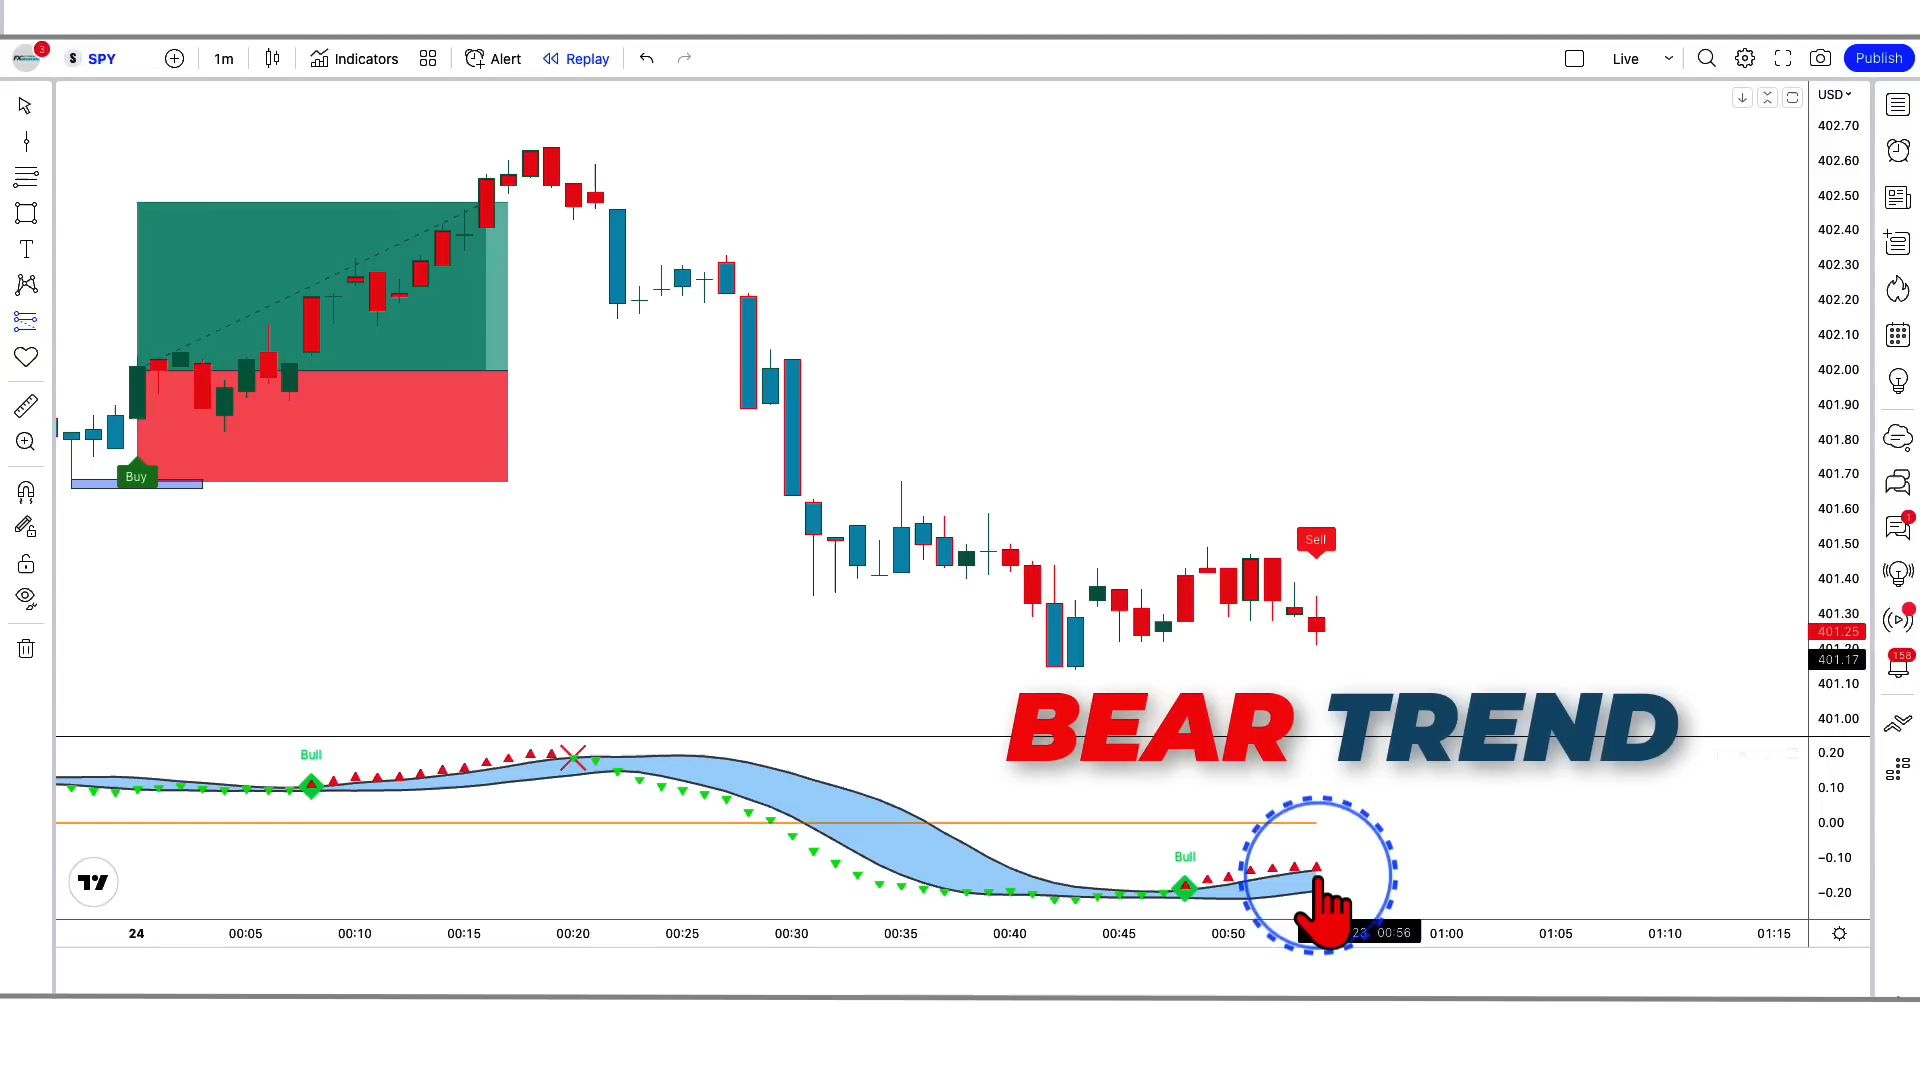 3
S SPY
1m
Indicators
Alert
Replay
Live
Publish
USD
402.70
402.60
402.50
402.40
402.30
402.20
402.10
402.00
401.90
401.80
401.70
401.60
401.50
401.40
401.30
401.25
401.17
401.10
401.00
Buy
Sell
1
158
BEAR TREND
Bull
Bull
0.20
0.10
0.00
−0.10
−0.20
24 00:05 00:10 00:15 00:20 00:25 00:30 00:35 00:40 00:45 00:50 23 00:56 01:00 01:05 01:10 01:15